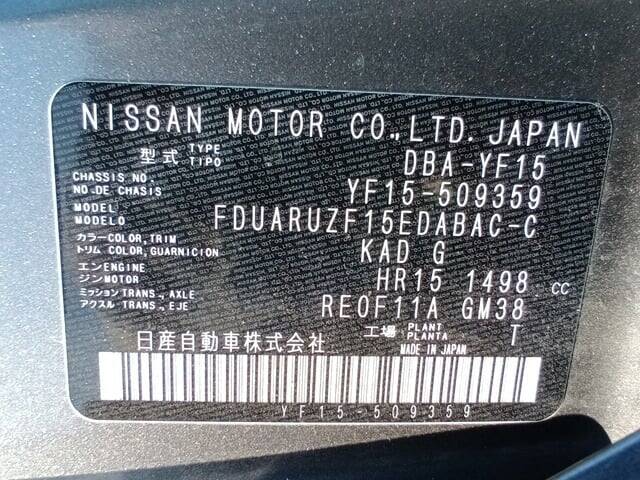 NISSAN MOTOR CO.,LTD. JAPAN
型式 TYPE TIPO DBA-YF15
CHASSIS NO. NO.DE CHASIS YF15-509359
MODEL MODELO FDUARUZF15EDABAC-C
カラー COLOR, TRIM トリム COLOR, GUARNICION KAD G
エンジン ENGINE MOTOR HR15 1498 cc
ミッション TRANS., AXLE アクスル TRANS., EJE RE0F11A GM38
工場 PLANT PLANTA T
日産自動車株式会社 MADE IN JAPAN
YF15-509359